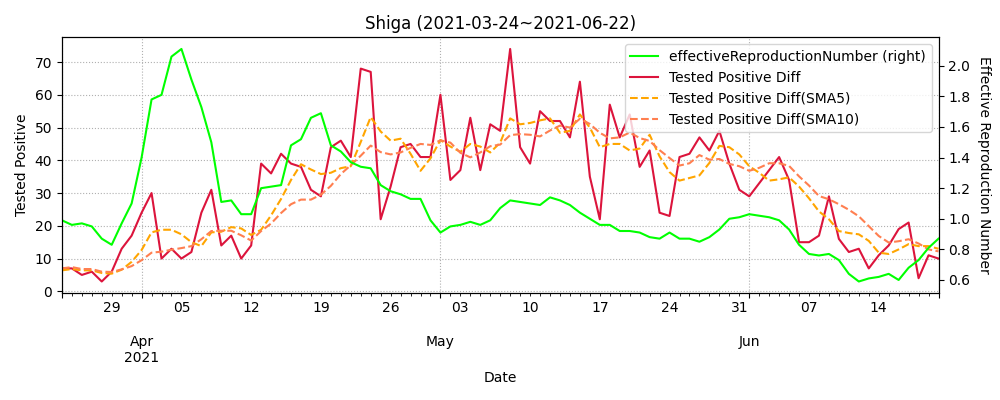 Shiga (2021-03-24~2021-06-22)
effectiveReproductionNumber (right)
Tested Positive Diff
Tested Positive Diff(SMA5)
Tested Positive Diff(SMA10)
Tested Positive
70
60
50
40
30
20
10
0
2.0
1.8
1.6
1.4
1.2
1.0
0.8
0.6
Effective Reproduction Number
29 05 12 19 26 03 10 17 24 31 07 14
Apr May Jun
2021
Date